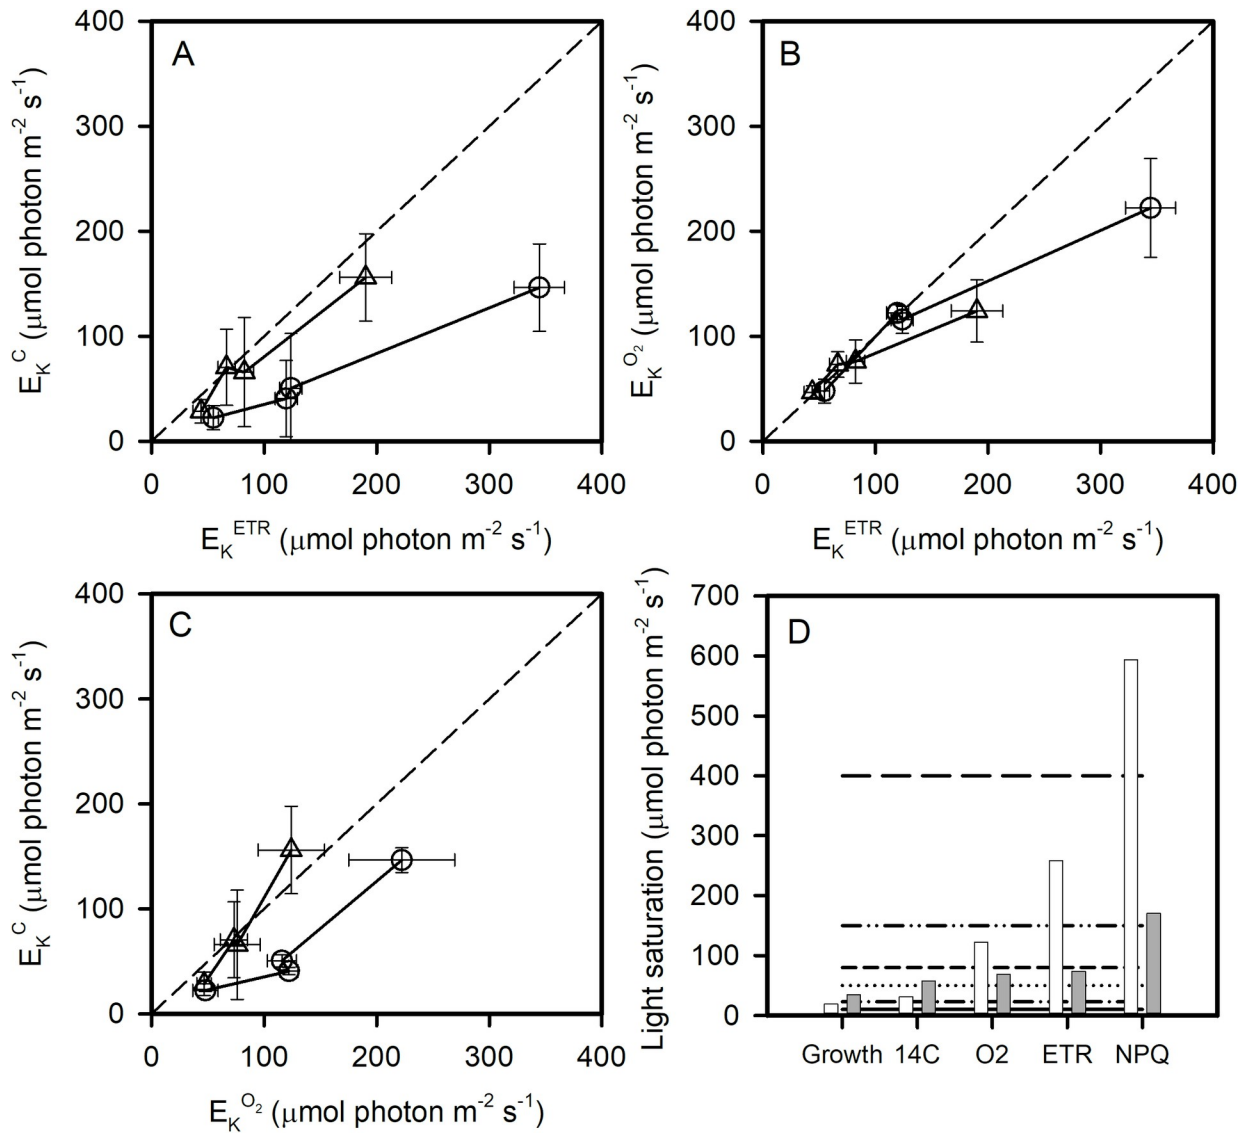 A
400
300
200
100
0
E_K^C (μmol photon m^-2 s^-1)
0 100 200 300 400
E_K^ETR (μmol photon m^-2 s^-1)
B
400
300
200
100
0
E_K^O2 (μmol photon m^-2 s^-1)
0 100 200 300 400
E_K^ETR (μmol photon m^-2 s^-1)
C
400
300
200
100
0
E_K^C (μmol photon m^-2 s^-1)
0 100 200 300 400
E_K^O2 (μmol photon m^-2 s^-1)
D
700
600
500
400
300
200
100
0
Light saturation (μmol photon m^-2 s^-1)
Growth 14C O2 ETR NPQ